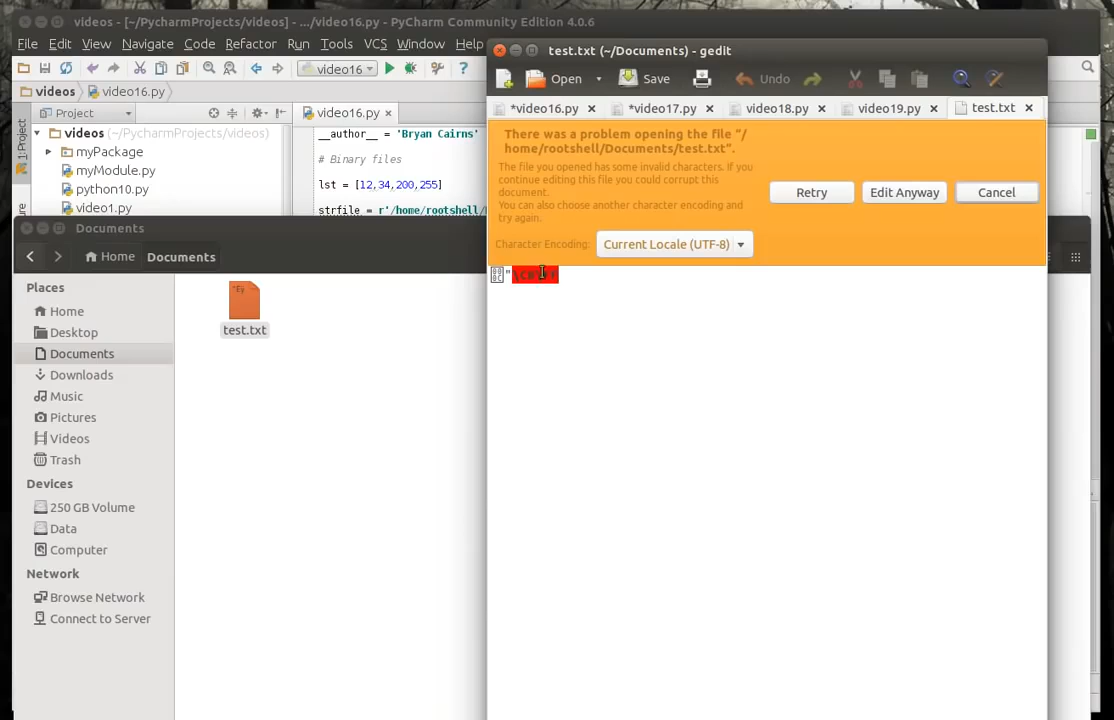 videos - [~/PycharmProjects/videos] - .../video16.py - PyCharm Community Edition 4.0.6
File Edit View Navigate Code Refactor Run Tools VCS Window Help
video16
videos video16.py
Project
video16.py
1: Project
videos
myPackage
myModule.py
python10.py
video1.py
__author__ = 'Bryan Cairns'
# Binary files
lst = [12,34,200,255]
strfile = r'/home/rootshell/
Documents
Home Documents
Places
Home
Desktop
Documents
Downloads
Music
Pictures
Videos
Trash
Devices
250 GB Volume
Data
Computer
Network
Browse Network
Connect to Server
test.txt
test.txt (~/Documents) - gedit
Open Save Undo
*video16.py *video17.py video18.py video19.py test.txt
There was a problem opening the file "/
home/rootshell/Documents/test.txt".
The file you opened has some invalid characters. If you
continue editing this file you could corrupt this
document.
You can also choose another character encoding and
try again.
Character Encoding: Current Locale (UTF-8)
Retry Edit Anyway Cancel
"